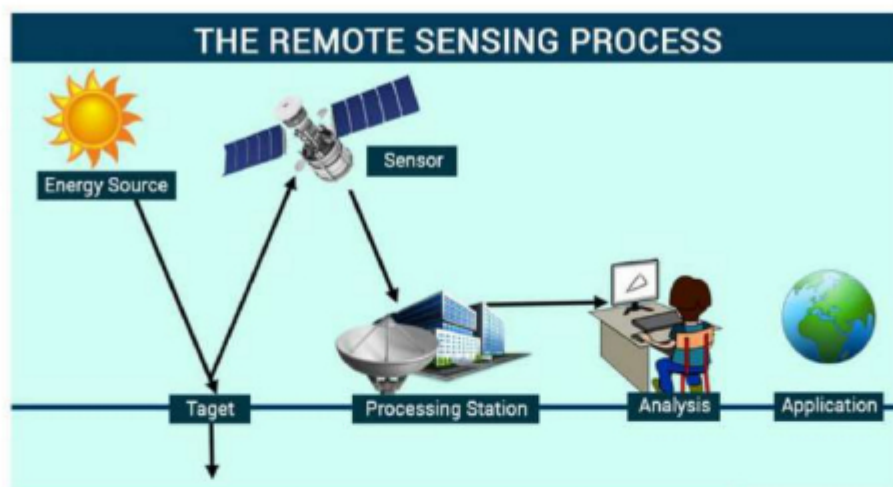 THE REMOTE SENSING PROCESS
Energy Source
Sensor
Taget
Processing Station
Analysis
Application